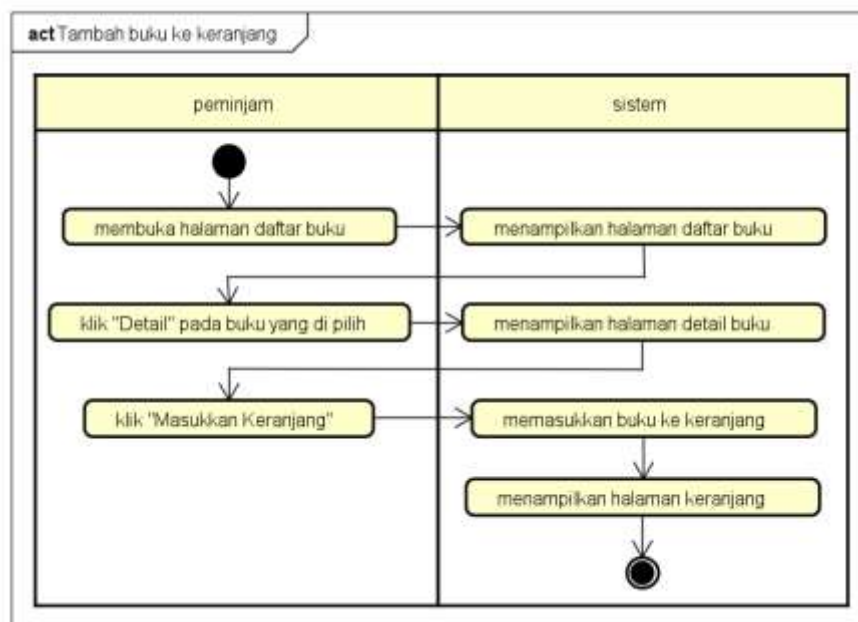 act Tambah buku ke keranjang
peminjam
sistem
membuka halaman daftar buku
menampilkan halaman daftar buku
klik "Detail" pada buku yang di pilih
menampilkan halaman detail buku
klik "Masukkan Keranjang"
memasukkan buku ke keranjang
menampilkan halaman keranjang